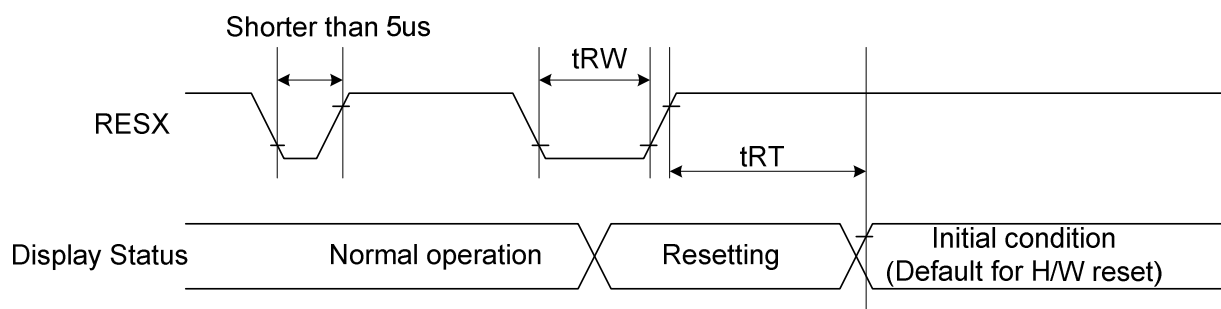 Shorter than 5us
tRW
RESX
tRT
Display Status
Normal operation
Resetting
Initial condition
(Default for H/W reset)